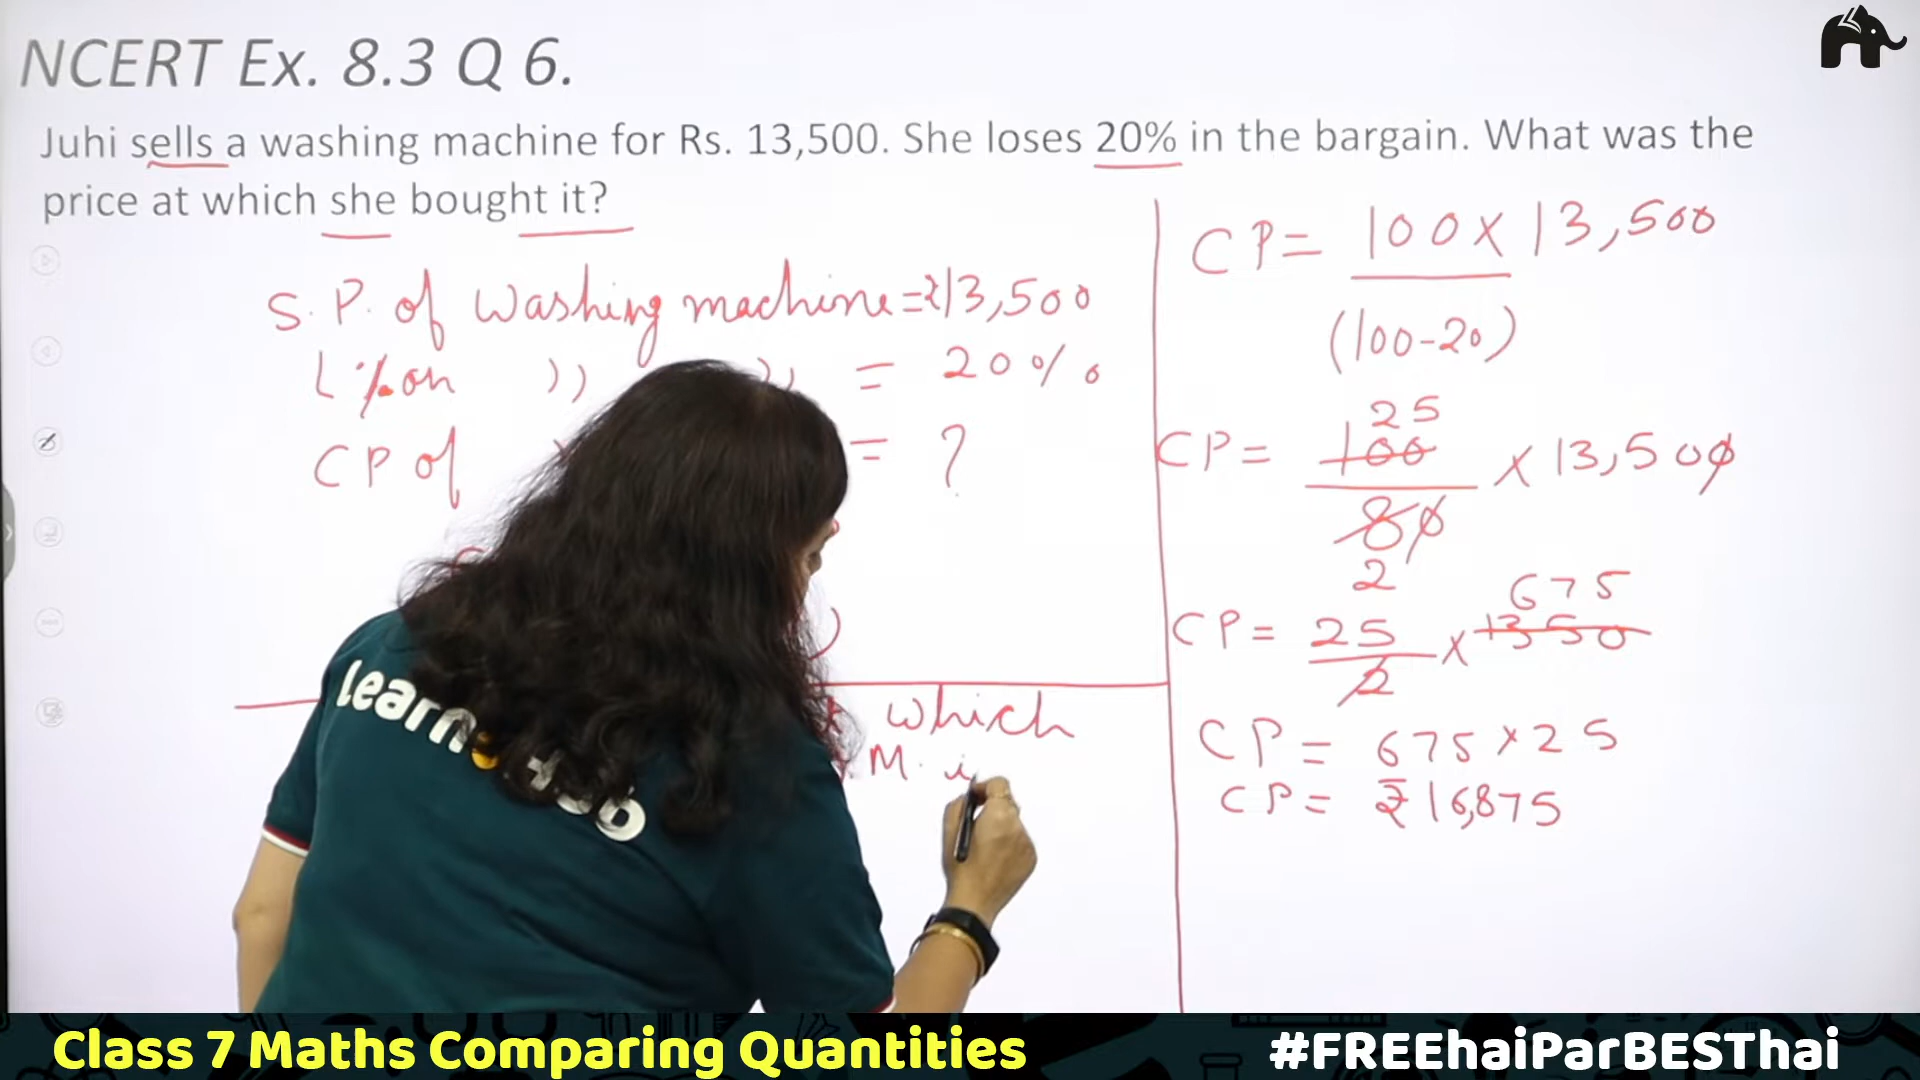 NCERT Ex. 8.3 Q 6.
Juhi sells a washing machine for Rs. 13,500. She loses 20% in the bargain. What was the
price at which she bought it?
S.P. of Washing machine = ₹13,500
L% on " " = 20%
CP of = ?
which
M.
CP = 100 x 13,500
(100-20)
25
CP = 100 x 13,500
80
2
675
CP = 25 x 1350
2
CP = 675 x 25
CP = ₹16,875
Learn
Class 7 Maths Comparing Quantities
#FREEhaiParBESThai